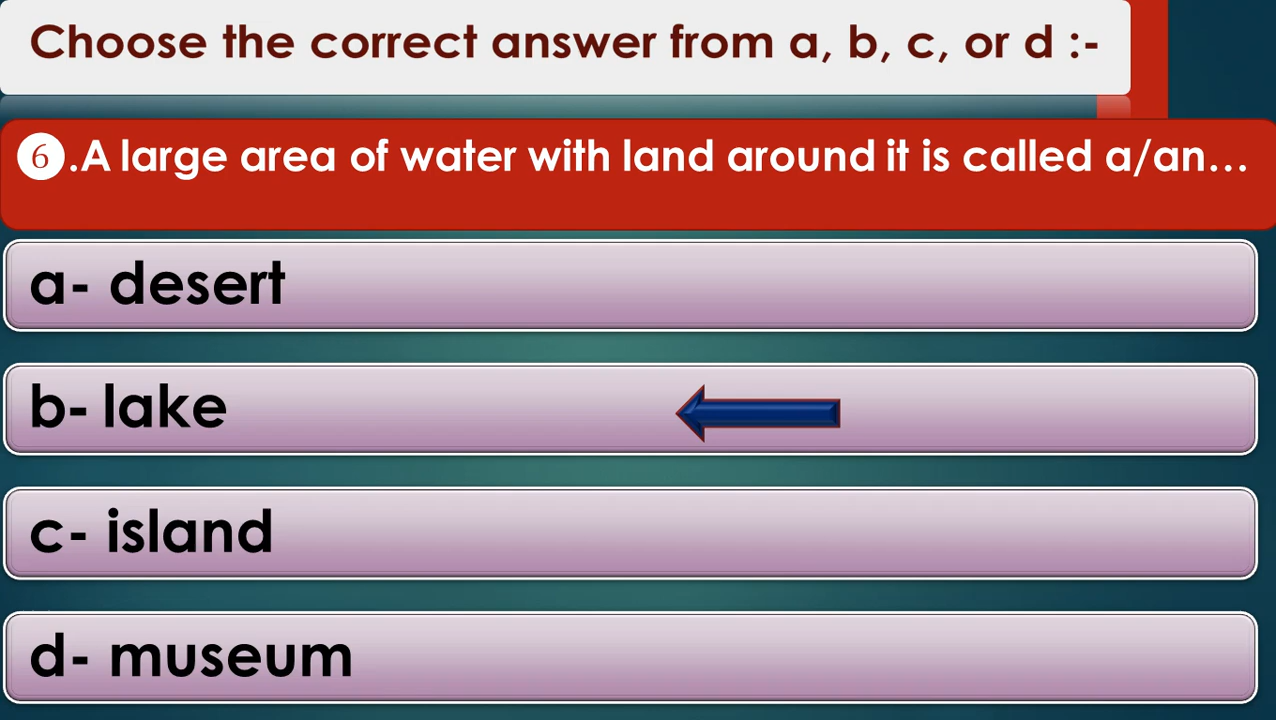 Choose the correct answer from a, b, c, or d :-
❻.A large area of water with land around it is called a/an…
a- desert
b- lake
c- island
d- museum